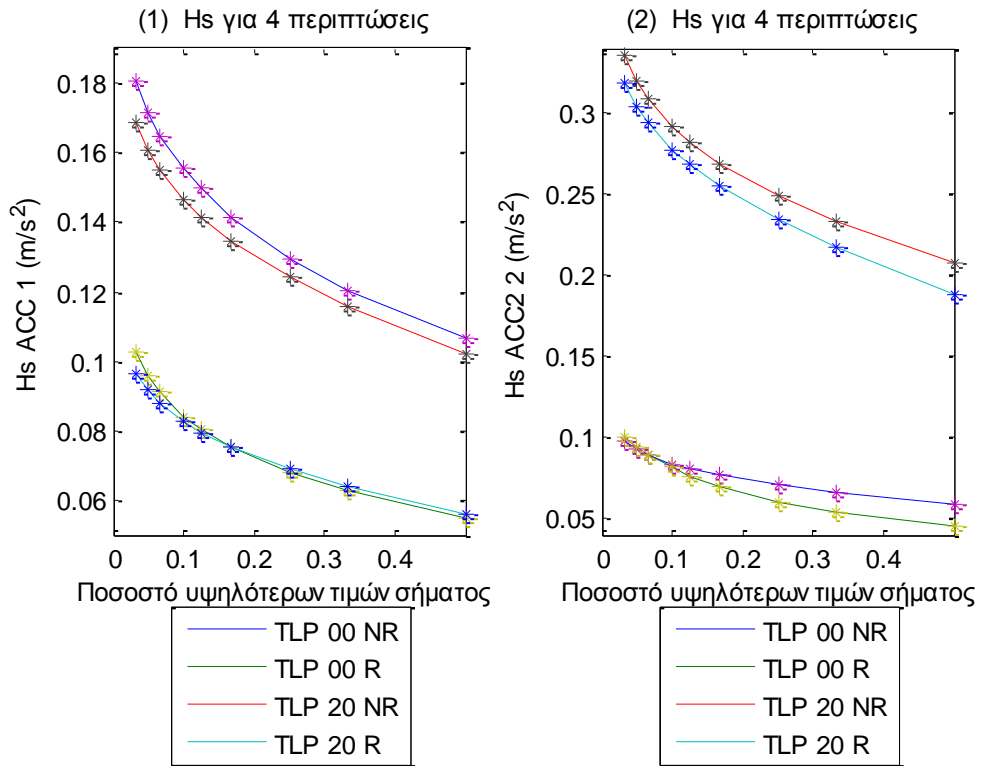 (1) Hs για 4 περιπτώσεις
0.18
0.16
0.14
0.12
0.1
0.08
0.06
Hs ACC 1 (m/s²)
0 0.1 0.2 0.3 0.4
Ποσοστό υψηλότερων τιμών σήματος
TLP 00 NR
TLP 00 R
TLP 20 NR
TLP 20 R
(2) Hs για 4 περιπτώσεις
0.3
0.25
0.2
0.15
0.1
0.05
Hs ACC2 2 (m/s²)
0 0.1 0.2 0.3 0.4
Ποσοστό υψηλότερων τιμών σήματος
TLP 00 NR
TLP 00 R
TLP 20 NR
TLP 20 R